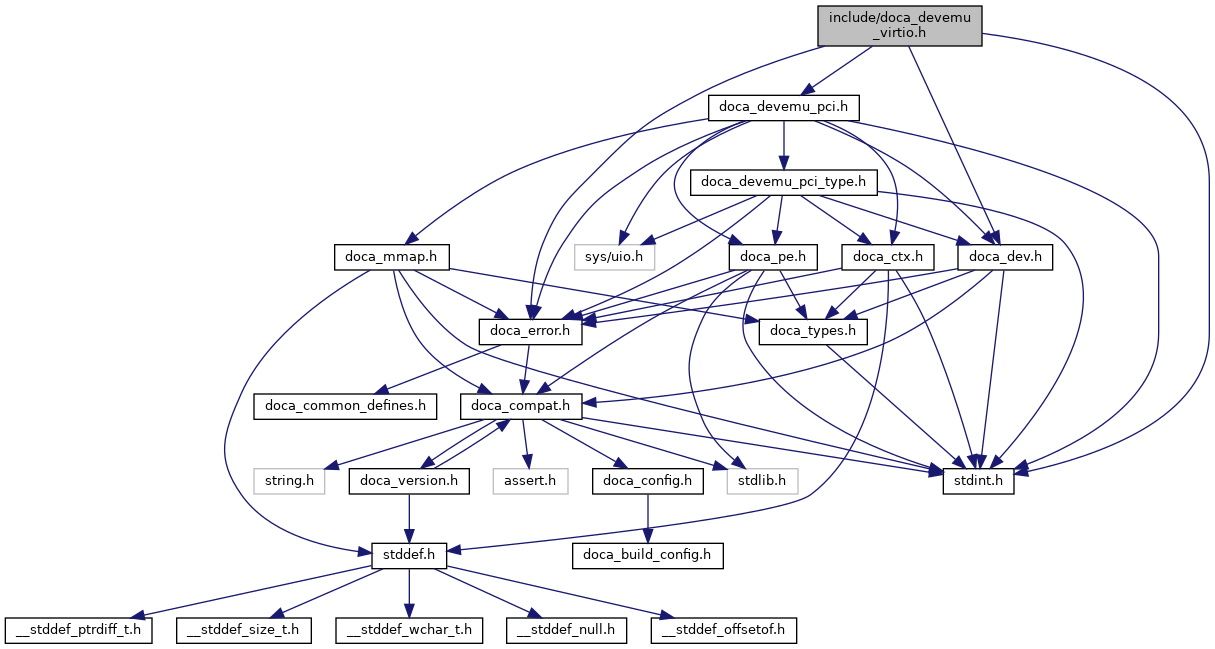 include/doca_devemu
_virtio.h
doca_devemu_pci.h
doca_devemu_pci_type.h
doca_mmap.h
sys/uio.h
doca_pe.h
doca_ctx.h
doca_dev.h
doca_error.h
doca_types.h
doca_common_defines.h
doca_compat.h
string.h
doca_version.h
assert.h
doca_config.h
stdlib.h
stdint.h
stddef.h
doca_build_config.h
__stddef_ptrdiff_t.h
__stddef_size_t.h
__stddef_wchar_t.h
__stddef_null.h
__stddef_offsetof.h